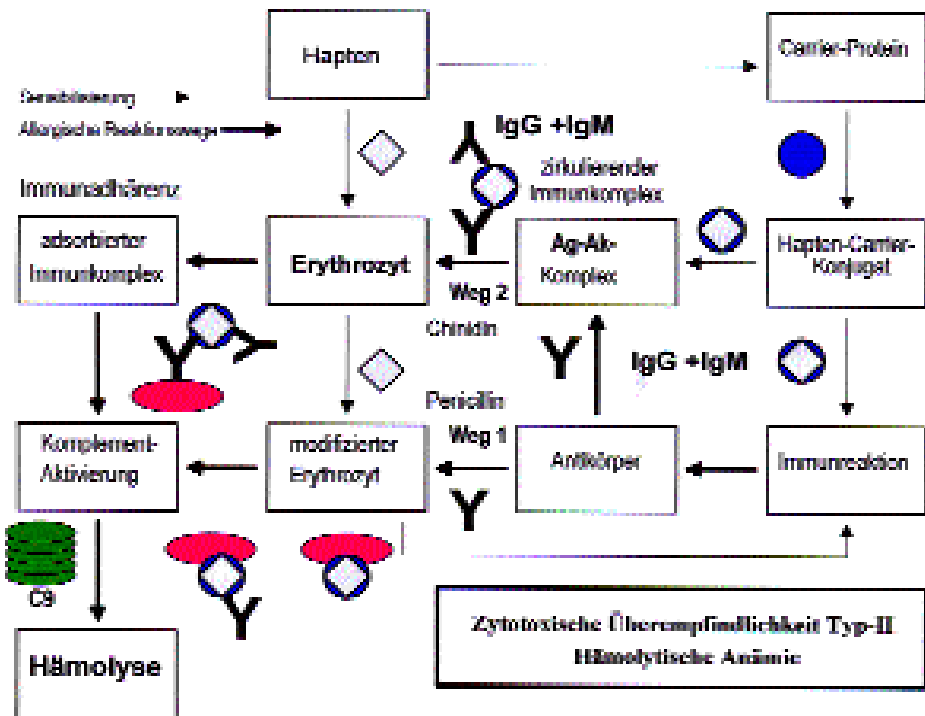 Hapten
Carrier-Protein
Sensibilisierung
Allergische Reaktionswege
IgG +IgM
zirkulierender
Immunkomplex
Immunadhärenz
adsorbierter
Immunkomplex
Erythrozyt
Ag-Ak-
Komplex
Hapten-Carrier-
Konjugat
Weg 2
Chinidin
IgG +IgM
Penicillin
Weg 1
Komplement-
Aktivierung
modifizierter
Erythrozyt
Antikörper
Immunreaktion
C9
Hämolyse
Zytotoxische Überempfindlichkeit Typ-II
Hämolytische Anämie